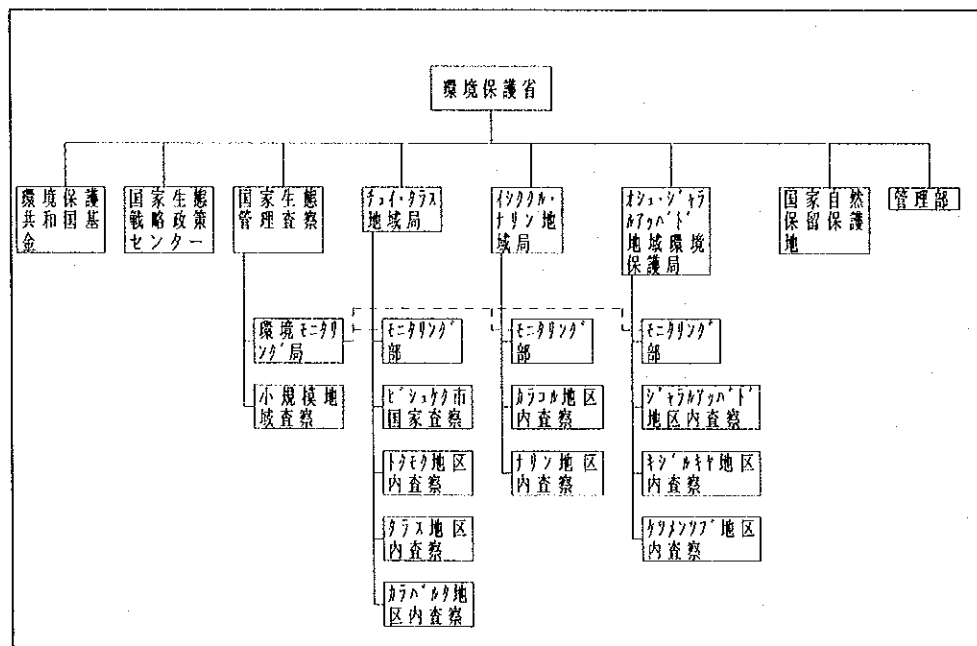 環境保護省
環境保護
共和国基
金
国家生態
戦略政策
センター
国家生態
管理査察
チュイ・タラス
地域局
イシククル・
ナリン地
域局
オシュ・ジャラ
ルアッバド
地域環境
保護局
国家自然
保留保護
地
管理部
環境モニタリ
ング局
モニタリング
部
モニタリング
部
モニタリング
部
小規模地
域査察
ビシュケク市
国家査察
カラコル地区
内査察
ジャラルアッバド
地区内査察
トクモク地区
内査察
ナリン地区
内査察
キジルキヤ地区
内査察
タラス地区
内査察
ケツメンツブ地区
内査察
カラバルタ地
区内査察